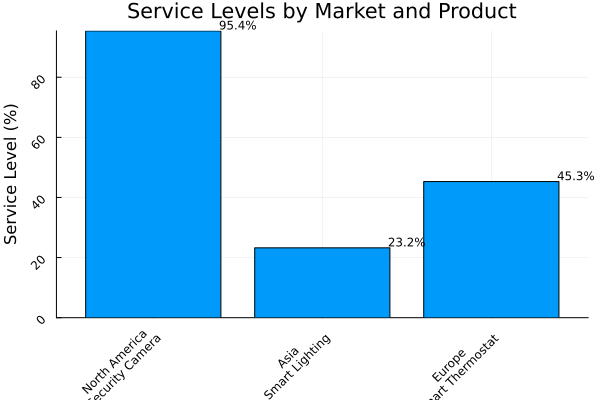 Service Levels by Market and Product
95.4%
23.2%
45.3%
Service Level (%)
80
60
40
20
0
North America
ecurity Camera
Asia
Smart Lighting
Europe
art Thermostat